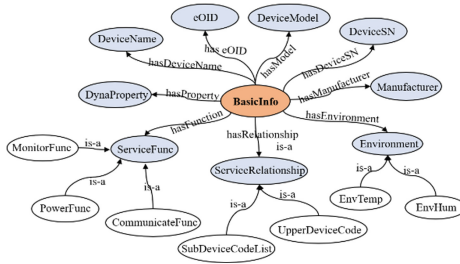 eOID
DeviceModel
DeviceName
DeviceSN
has eOID
hasModel
hasDeviceName
hasDeviceSN
DynaProperty
hasProperty
BasicInfo
hasManufacturer
Manufacturer
hasFunction
hasEnvironment
hasRelationship
MonitorFunc
is-a
ServiceFunc
is-a
Environment
ServiceRelationship
is-a
is-a
is-a
is-a
is-a
is-a
PowerFunc
CommunicateFunc
EnvTemp
EnvHum
UpperDeviceCode
SubDeviceCodeList